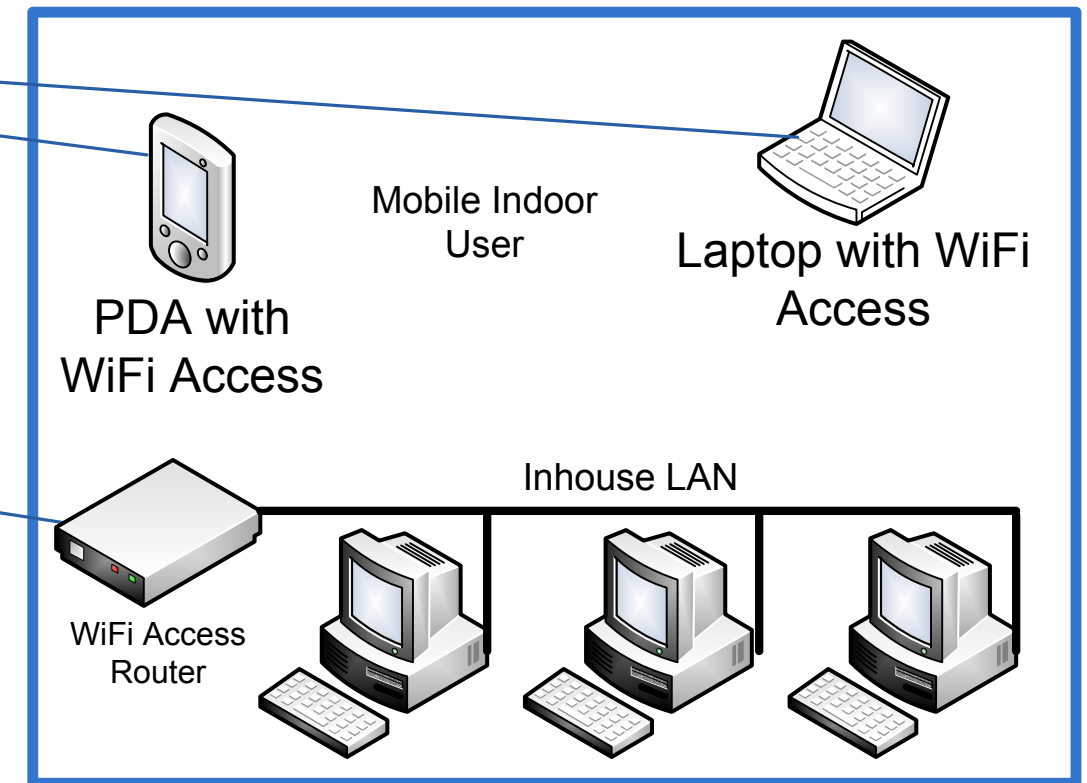 Mobile Indoor
User
Laptop with WiFi
Access
PDA with
WiFi Access
Inhouse LAN
WiFi Access
Router